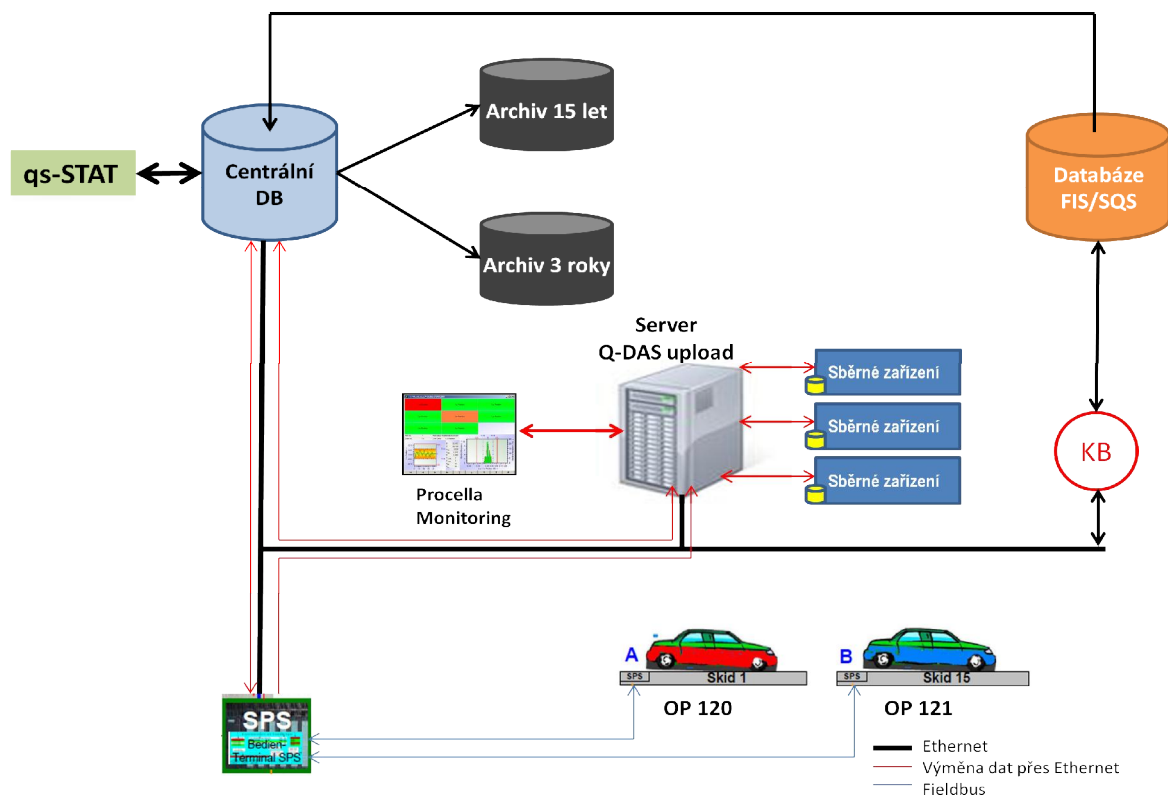 Archiv 15 let
qs-STAT
Centrální
DB
Databáze
FIS/SQS
Archiv 3 roky
Server
Q-DAS upload
Sběrné zařízení
Sběrné zařízení
Sběrné zařízení
KB
Procella
Monitoring
A
SPS
Skid 1
B
SPS
Skid 15
OP 120
OP 121
SPS
Bedien-
Terminal SPS
Ethernet
Výměna dat přes Ethernet
Fieldbus